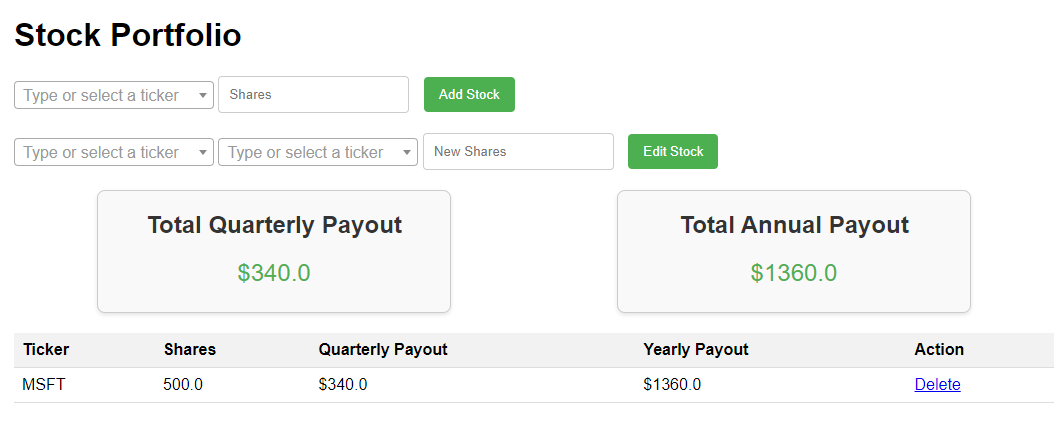 Stock Portfolio
Type or select a ticker Shares Add Stock
Type or select a ticker Type or select a ticker New Shares Edit Stock
Total Quarterly Payout Total Annual Payout
$340.0 $1360.0
Ticker Shares Quarterly Payout Yearly Payout Action
MSFT 500.0 $340.0 $1360.0 Delete